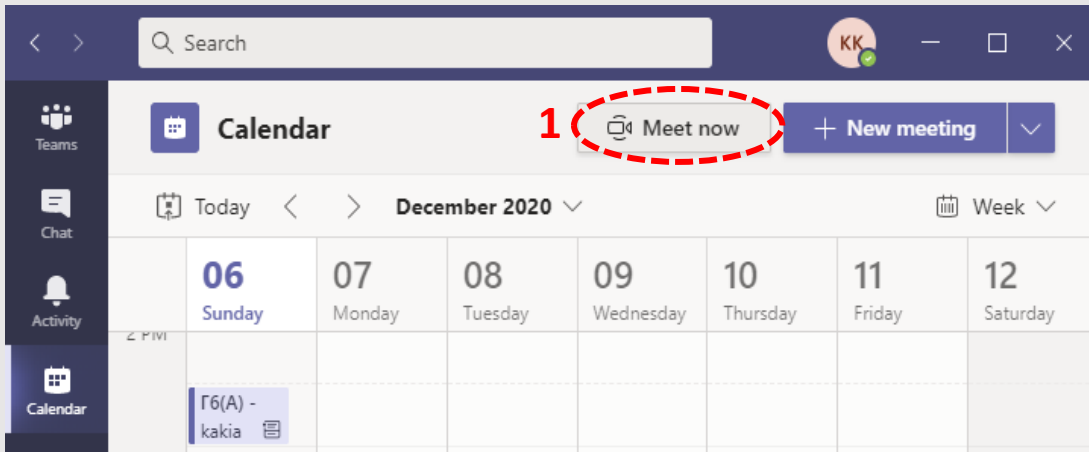 Search
KK
Teams
Chat
Activity
Calendar
Calendar
1
Meet now
New meeting
Today
December 2020
Week
06
Sunday
07
Monday
08
Tuesday
09
Wednesday
10
Thursday
11
Friday
12
Saturday
2 PM
Γ6(A) -
kakia